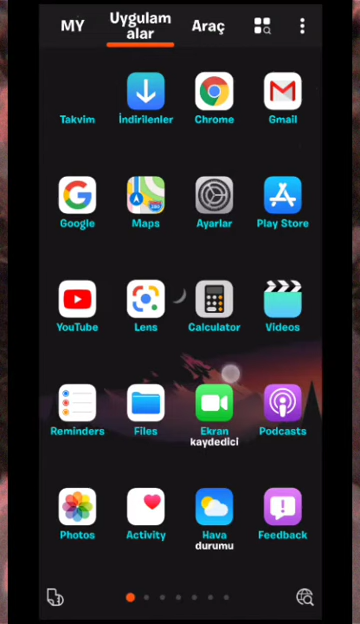 MY
Uygulam
alar
Araç
Takvim
İndirilenler
Chrome
Gmail
Google
Maps
Ayarlar
Play Store
YouTube
Lens
Calculator
Videos
Reminders
Files
Ekran
kaydedici
Podcasts
Photos
Activity
Hava
durumu
Feedback